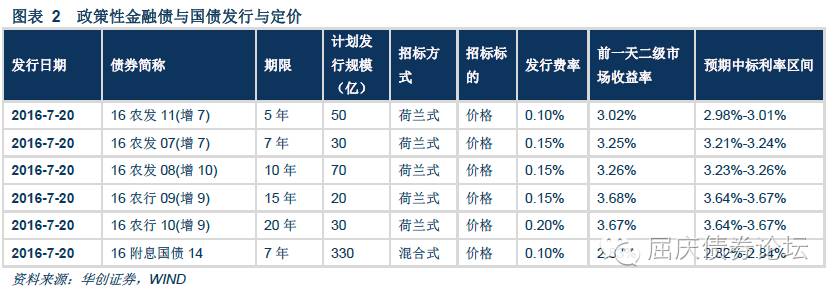 图表 2 政策性金融债与国债发行与定价
发行日期 债券简称 期限 计划发行规模（亿） 招标方式 招标标的 发行费率 前一天二级市场收益率 预期中标利率区间
2016-7-20 16 农发 11(增 7) 5 年 50 荷兰式 价格 0.10% 3.02% 2.98%-3.01%
2016-7-20 16 农发 07(增 7) 7 年 30 荷兰式 价格 0.15% 3.25% 3.21%-3.24%
2016-7-20 16 农发 08(增 10) 10 年 70 荷兰式 价格 0.15% 3.26% 3.23%-3.26%
2016-7-20 16 农行 09(增 9) 15 年 20 荷兰式 价格 0.15% 3.68% 3.64%-3.67%
2016-7-20 16 农行 10(增 9) 20 年 30 荷兰式 价格 0.20% 3.67% 3.64%-3.67%
2016-7-20 16 附息国债 14 7 年 330 混合式 价格 0.10% 2.82%-2.84%
屈庆债券论坛
资料来源：华创证券，WIND